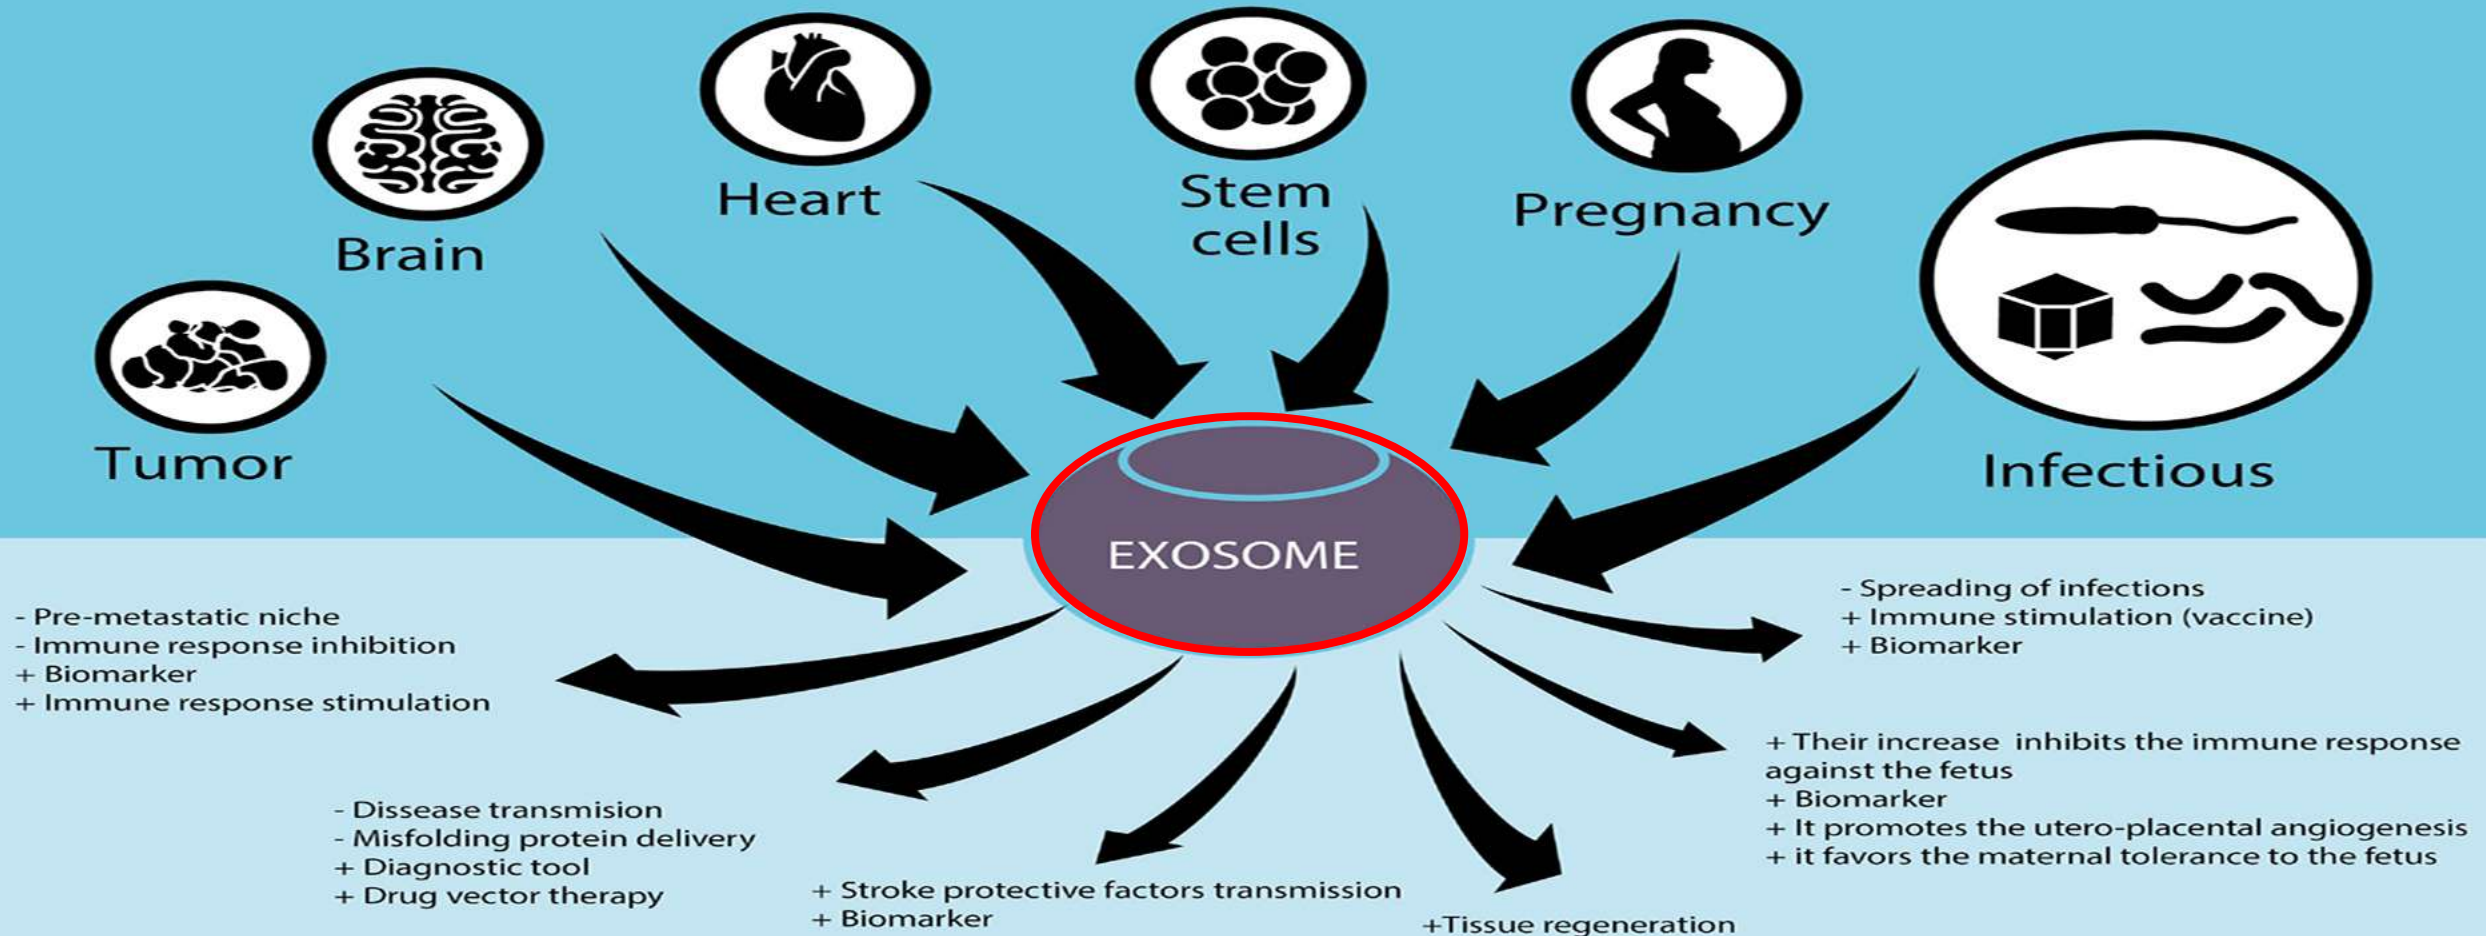 Heart
Stem
cells
Pregnancy
Brain
Tumor
Infectious
EXOSOME
- Pre-metastatic niche
- Immune response inhibition
+ Biomarker
+ Immune response stimulation
- Dissease transmision
- Misfolding protein delivery
+ Diagnostic tool
+ Drug vector therapy
+ Stroke protective factors transmission
+ Biomarker
+Tissue regeneration
+ Their increase  inhibits the immune response
against the fetus
+ Biomarker
+ It promotes the utero-placental angiogenesis
+ it favors the maternal tolerance to the fetus
- Spreading of infections
+ Immune stimulation (vaccine)
+ Biomarker